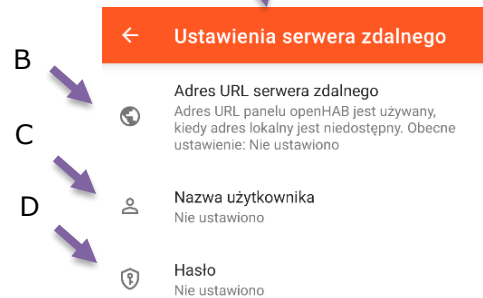 Ustawienia serwera zdalnego
B
Adres URL serwera zdalnego
Adres URL panelu openHAB jest używany,
kiedy adres lokalny jest niedostępny. Obecne
ustawienie: Nie ustawiono
C
Nazwa użytkownika
Nie ustawiono
D
Hasło
Nie ustawiono